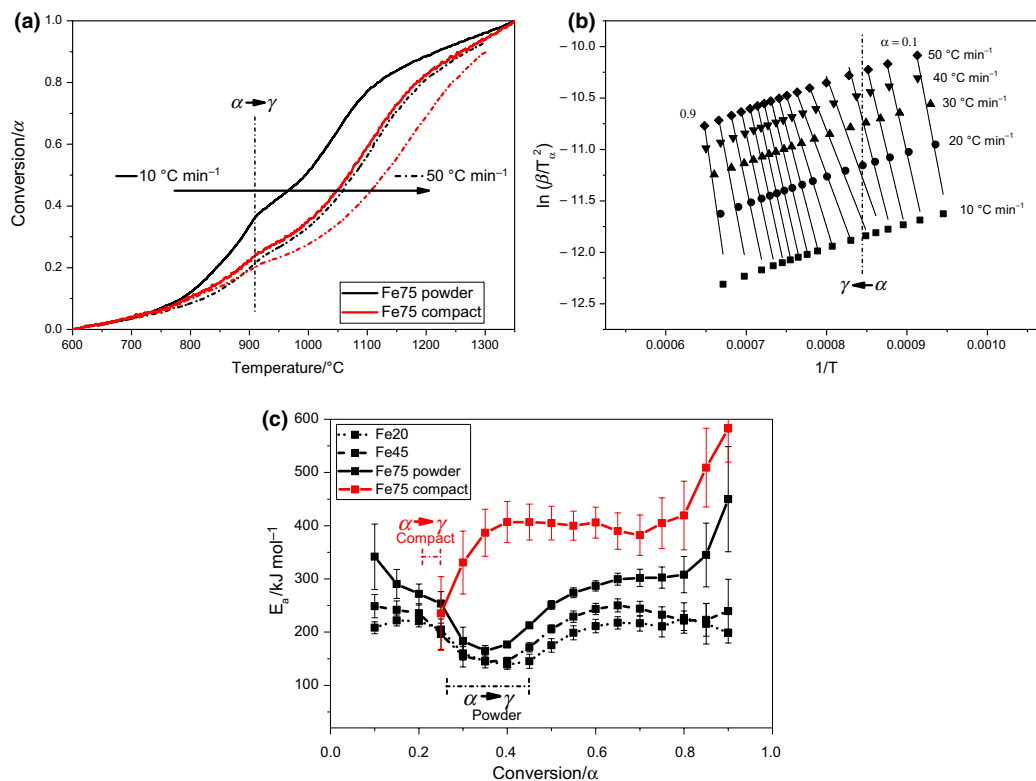 (a)
1.0
0.8
0.6
0.4
0.2
0.0
Conversion/α
α → γ
10 °C min⁻¹
50 °C min⁻¹
Fe75 powder
Fe75 compact
600 700 800 900 1000 1100 1200 1300
Temperature/°C
(b)
− 10.0
− 10.5
− 11.0
− 11.5
− 12.0
− 12.5
ln (β/T²α)
α = 0.1
50 °C min⁻¹
40 °C min⁻¹
30 °C min⁻¹
0.9
20 °C min⁻¹
10 °C min⁻¹
γ ← α
0.0006 0.0007 0.0008 0.0009 0.0010
1/T
(c)
600
500
400
300
200
100
Eₐ/kJ mol⁻¹
Fe20
Fe45
Fe75 powder
Fe75 compact
α → γ
Compact
α → γ
Powder
0.0 0.2 0.4 0.6 0.8 1.0
Conversion/α